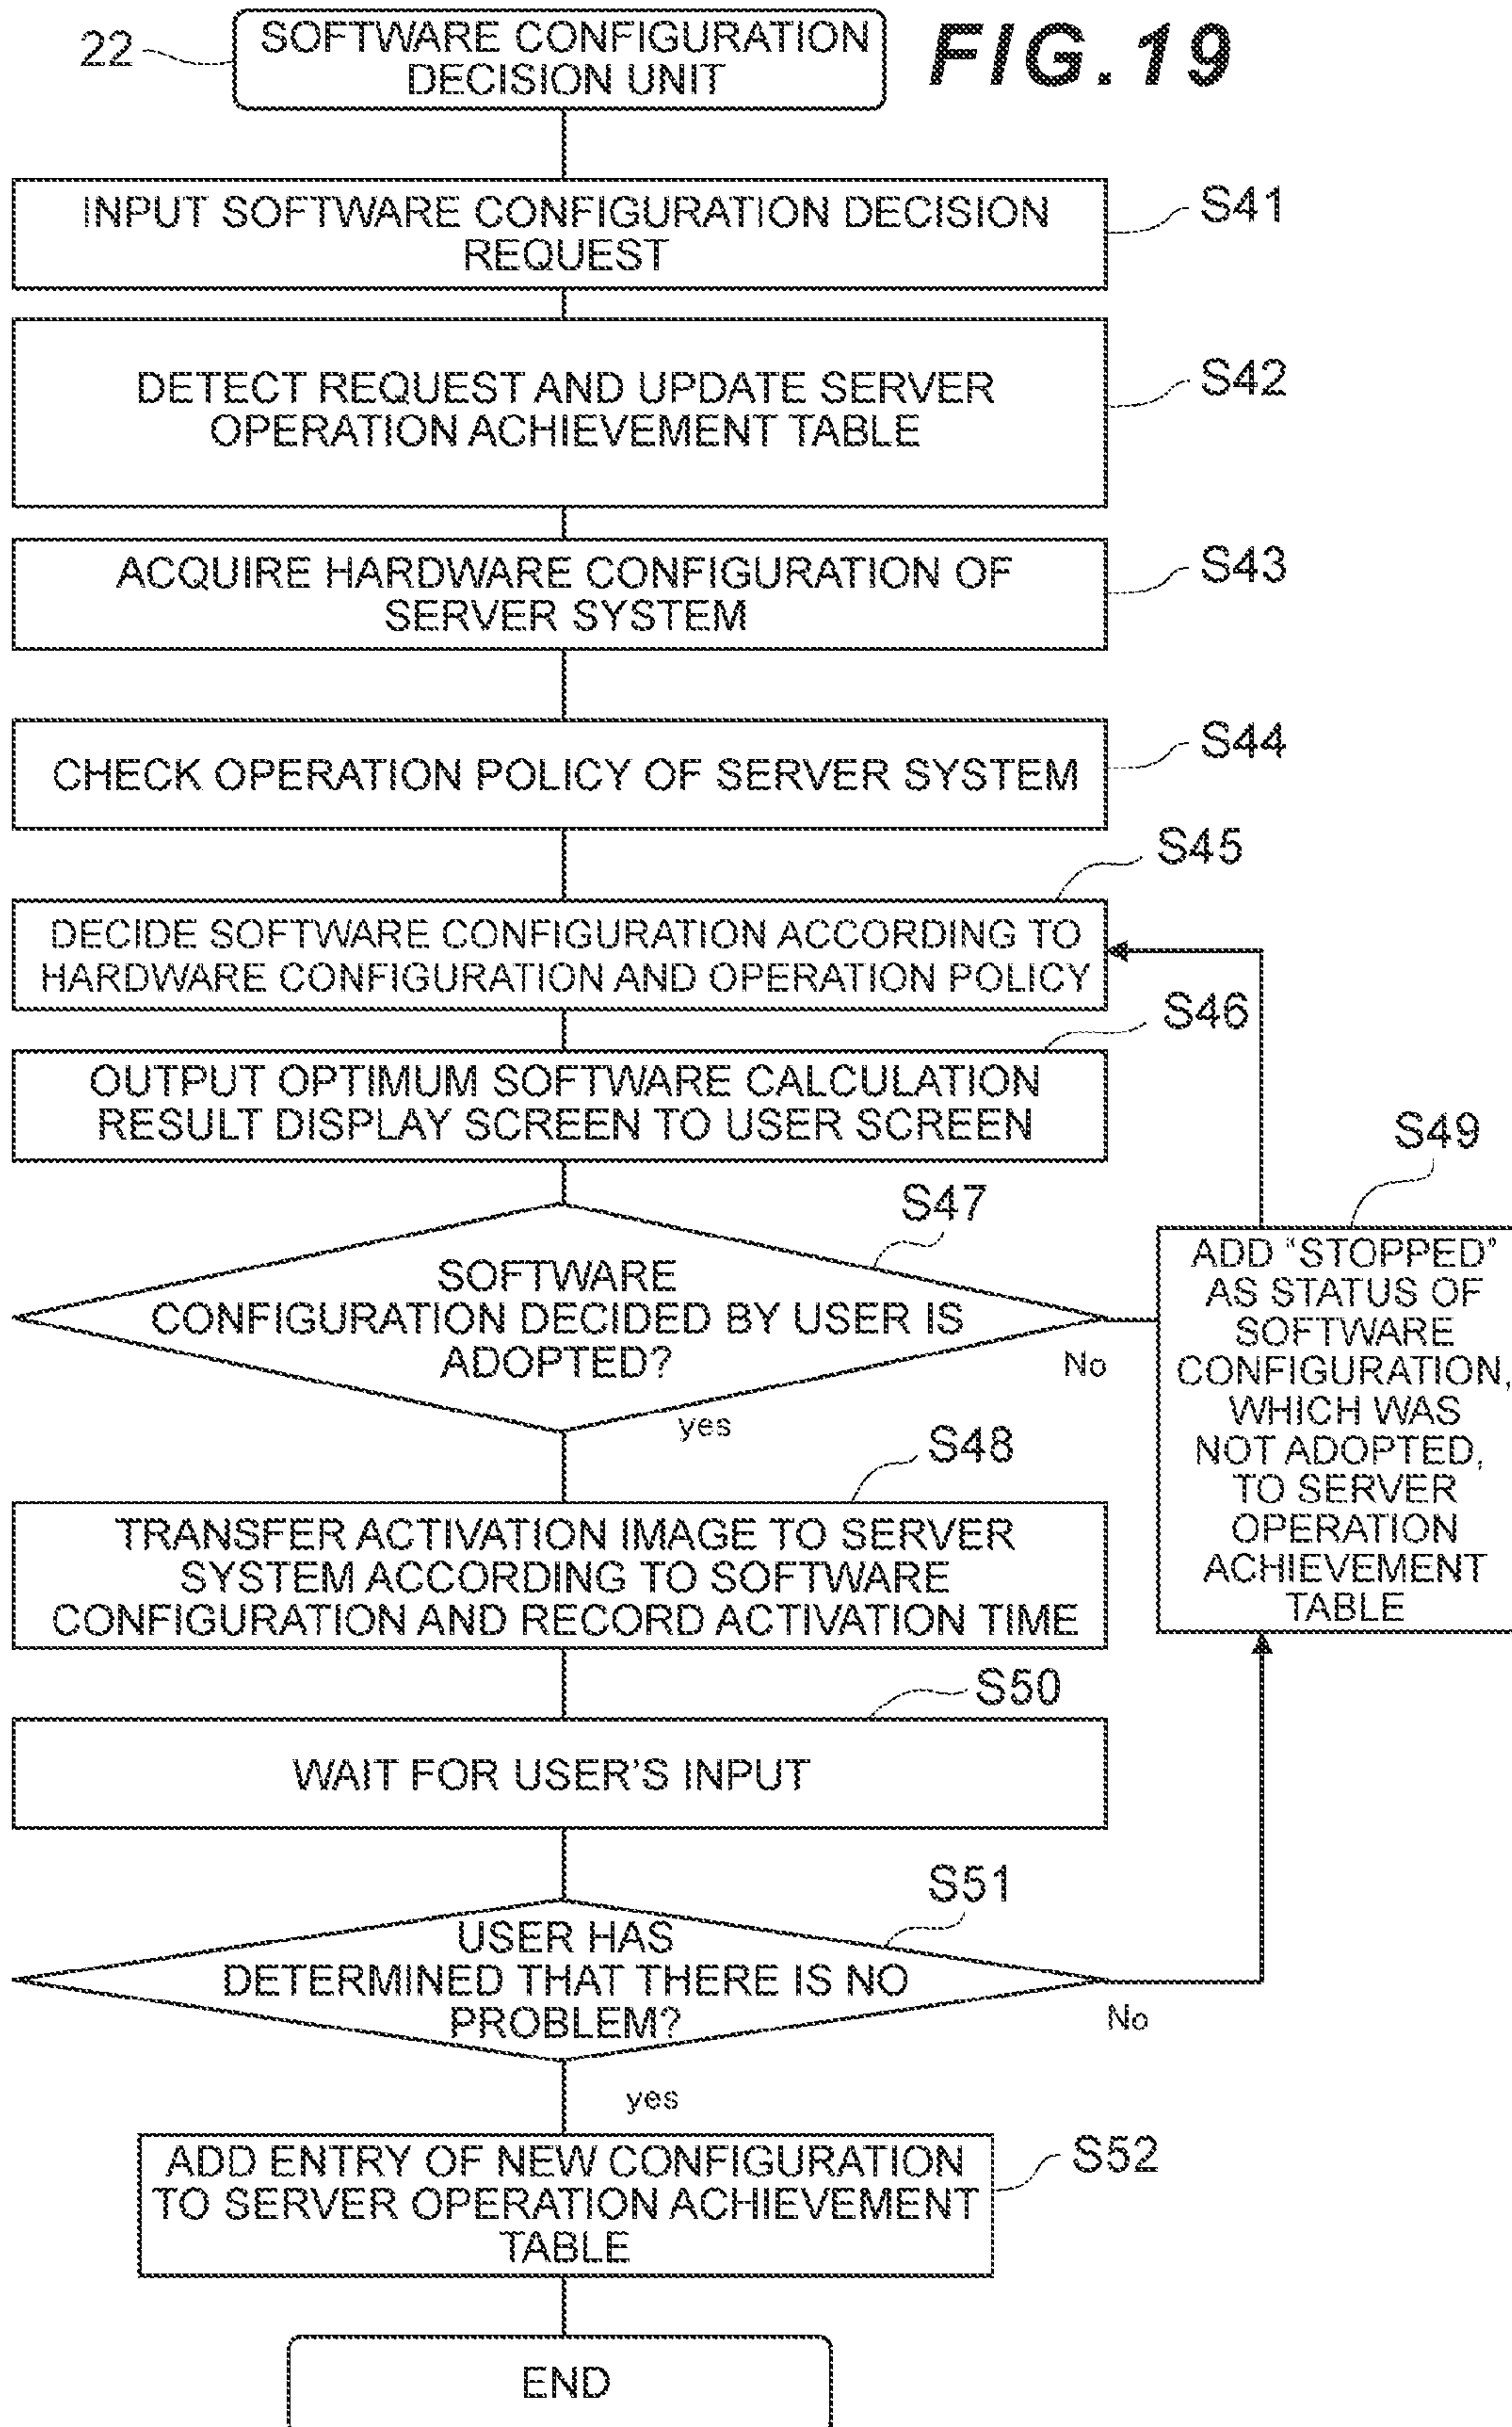 22
SOFTWARE CONFIGURATION
DECISION UNIT
FIG.19
INPUT SOFTWARE CONFIGURATION DECISION
REQUEST
S41
DETECT REQUEST AND UPDATE SERVER
OPERATION ACHIEVEMENT TABLE
S42
ACQUIRE HARDWARE CONFIGURATION OF
SERVER SYSTEM
S43
CHECK OPERATION POLICY OF SERVER SYSTEM
S44
S45
DECIDE SOFTWARE CONFIGURATION ACCORDING TO
HARDWARE CONFIGURATION AND OPERATION POLICY
S46
OUTPUT OPTIMUM SOFTWARE CALCULATION
RESULT DISPLAY SCREEN TO USER SCREEN
S47
SOFTWARE
CONFIGURATION DECIDED BY USER IS
ADOPTED?
No
yes
S49
ADD “STOPPED”
AS STATUS OF
SOFTWARE
CONFIGURATION,
WHICH WAS
NOT ADOPTED,
TO SERVER
OPERATION
ACHIEVEMENT
TABLE
S48
TRANSFER ACTIVATION IMAGE TO SERVER
SYSTEM ACCORDING TO SOFTWARE
CONFIGURATION AND RECORD ACTIVATION TIME
S50
WAIT FOR USER’S INPUT
S51
USER HAS
DETERMINED THAT THERE IS NO
PROBLEM?
No
yes
ADD ENTRY OF NEW CONFIGURATION
TO SERVER OPERATION ACHIEVEMENT
TABLE
S52
END